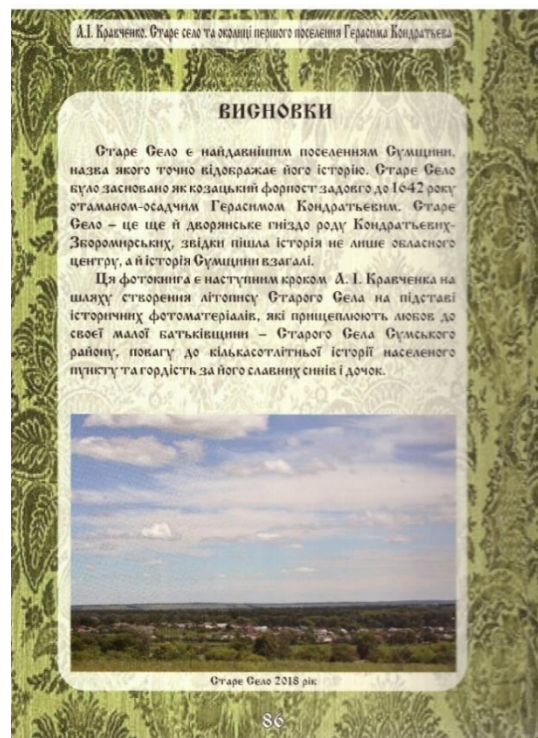 А.І. Кравченко. Старе село та околиці першого поселення Герасима Кондратьєва
ВИСНОВКИ
Старе Село є найдавнішим поселенням Сумщини,
назва якого точно відображає його історію. Старе Село
було засновано як козацький форпост задовго до 1642 року
отаманом-осадчим Герасимом Кондратьєвим. Старе
Село – це ще й дворянське гніздо роду Кондратьєвих-
Зборомирських, звідки пішла історія не лише обласного
центру, а й історія Сумщини взагалі.
Ця фотокнига є наступним кроком А. І. Кравченка на
шляху створення літопису Старого Села на підставі
історичних фотоматеріалів, які прищеплюють любов до
своєї малої батьківщини – Старого Села Сумського
району, повагу до кількасотлітньої історії населеного
пункту та гордість за його славних синів і дочок.
Старе Село 2018 рік
86